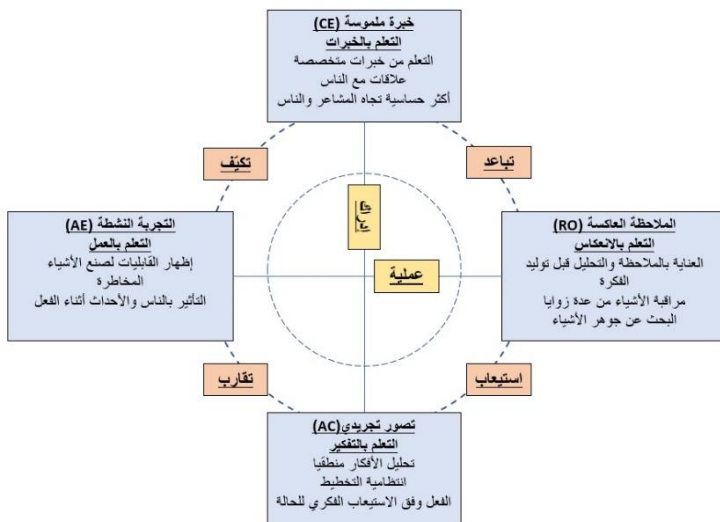 خبرة ملموسة (CE)
التعلم بالخبرات
التعلم من خبرات متخصصة
علاقات مع الناس
أكثر حساسية تجاه المشاعر والناس
تكيّف
تباعد
إدراك
التجربة النشطة (AE)
التعلم بالعمل
إظهار القابليات لصنع الأشياء
المخاطرة
التأثير بالناس والأحداث أثناء الفعل
عملية
الملاحظة العاكسة (RO)
التعلم بالانعكاس
العناية بالملاحظة والتحليل قبل توليد
الفكرة
مراقبة الأشياء من عدة زوايا
البحث عن جوهر الأشياء
تقارب
استيعاب
تصور تجريدي(AC)
التعلم بالتفكير
تحليل الأفكار منطقيا
انتظامية التخطيط
الفعل وفق الاستيعاب الفكري للحالة